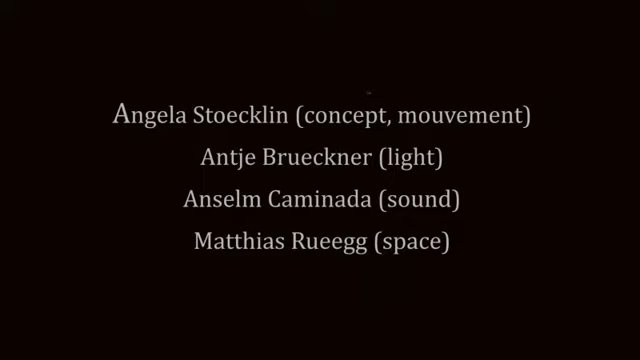 Angela Stoecklin (concept, mouvement)
Antje Brueckner (light)
Anselm Caminada (sound)
Matthias Rueegg (space)